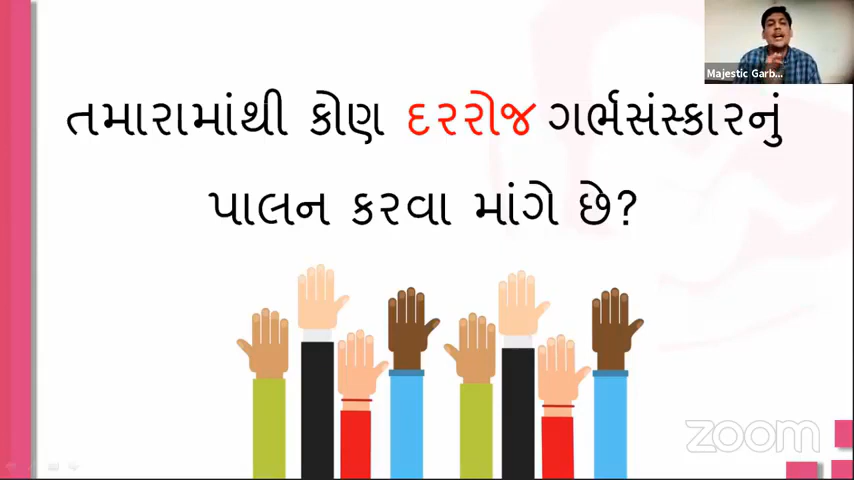 Majestic Garb...
તમારામાંથી કોણ દરરોજ ગર્ભસંસ્કારનું
પાલન કરવા માંગે છે?
zoom